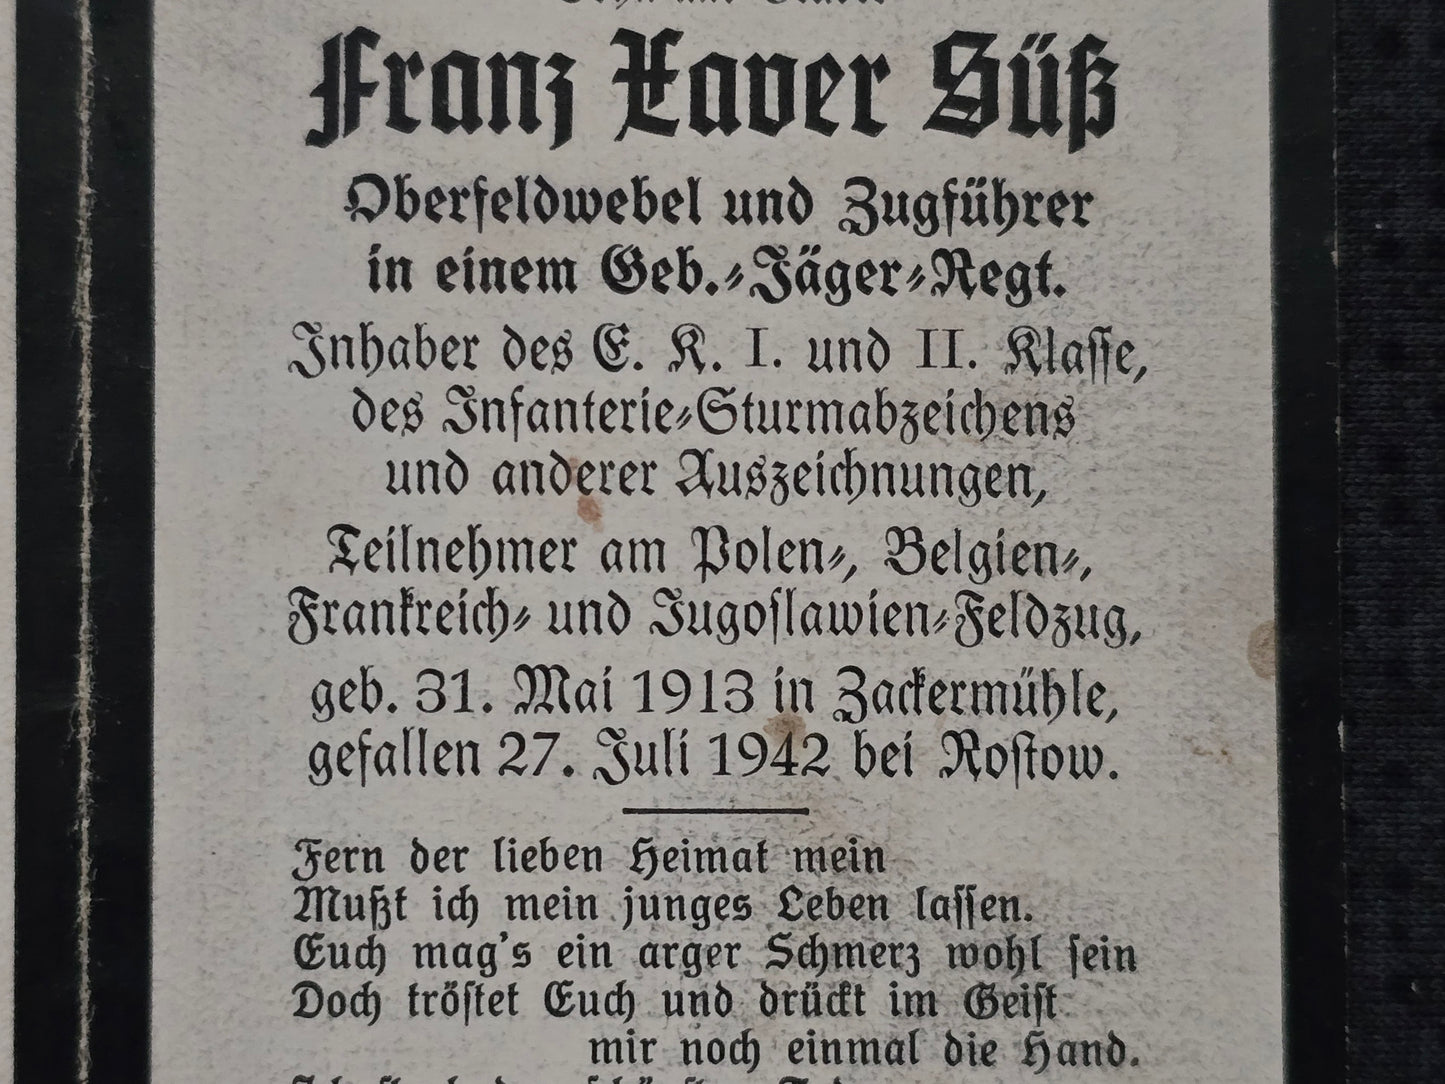 Franz Xaver Süß
Oberfeldwebel und Zugführer
in einem Geb.-Jäger-Regt.
Inhaber des E. K. I. und II. Klasse,
des Infanterie-Sturmabzeichens
und anderer Auszeichnungen,
Teilnehmer am Polen-, Belgien-,
Frankreich- und Jugoslawien-Feldzug,
geb. 31. Mai 1913 in Zackermühle,
gefallen 27. Juli 1942 bei Rostow.
Fern der lieben Heimat mein
Mußt ich mein junges Leben lassen.
Euch mag's ein arger Schmerz wohl sein
Doch tröstet Euch und drückt im Geist
mir noch einmal die Hand.